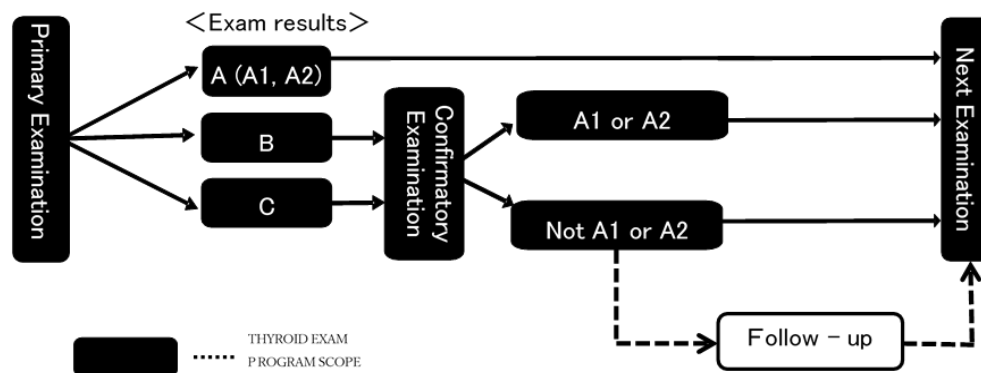 <Exam results>
Primary Examination
A (A1, A2)
B
C
Confirmatory
Examination
A1 or A2
Not A1 or A2
Next Examination
Follow - up
THYROID EXAM
P ROGRAM SCOPE